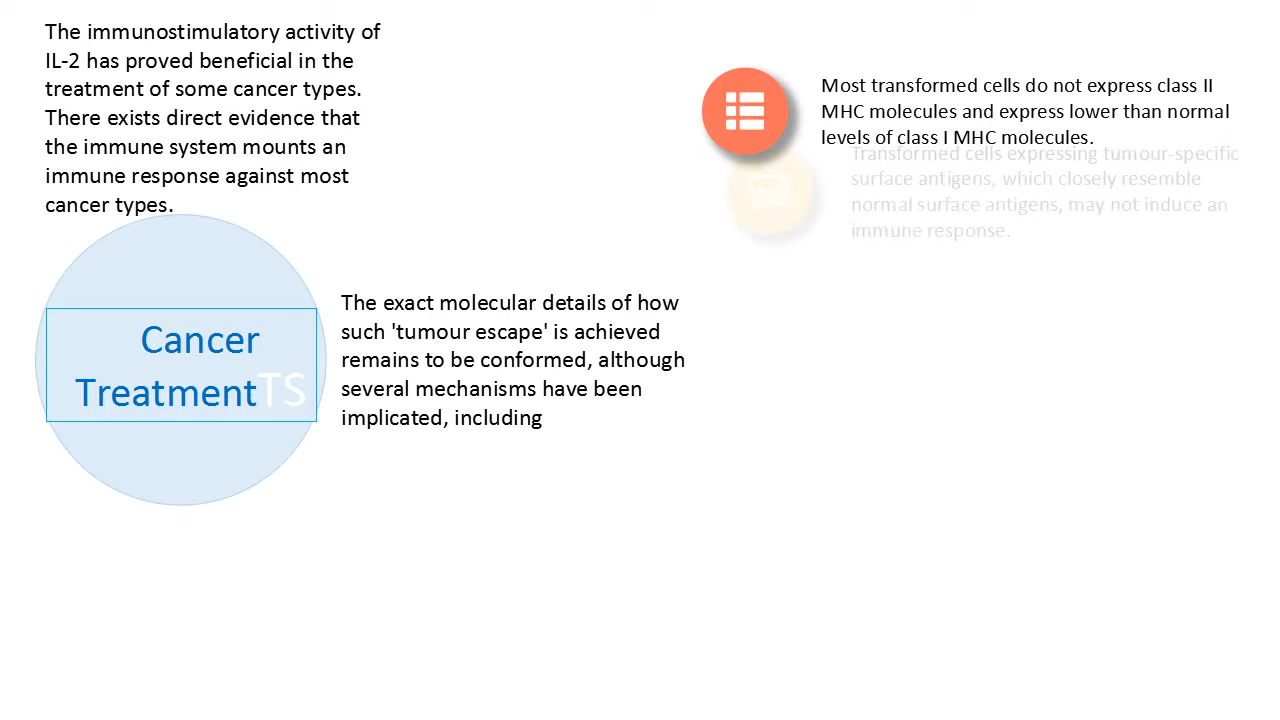 The immunostimulatory activity of
IL-2 has proved beneficial in the
treatment of some cancer types.
There exists direct evidence that
the immune system mounts an
immune response against most
cancer types.
Cancer
TreatmentTS
The exact molecular details of how
such 'tumour escape' is achieved
remains to be conformed, although
several mechanisms have been
implicated, including
Most transformed cells do not express class II
MHC molecules and express lower than normal
levels of class I MHC molecules.
Transformed cells expressing tumour-specific
surface antigens, which closely resemble
normal surface antigens, may not induce an
immune response.